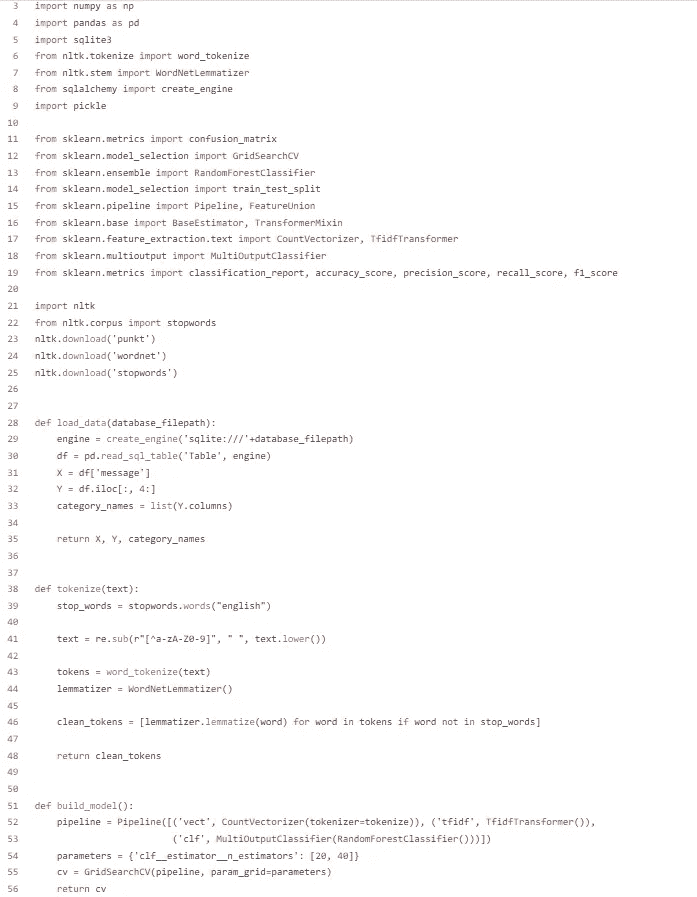 3 import numpy as np
4 import pandas as pd
5 import sqlite3
6 from nltk.tokenize import word_tokenize
7 from nltk.stem import WordNetLemmatizer
8 from sqlalchemy import create_engine
9 import pickle
10
11 from sklearn.metrics import confusion_matrix
12 from sklearn.model_selection import GridSearchCV
13 from sklearn.ensemble import RandomForestClassifier
14 from sklearn.model_selection import train_test_split
15 from sklearn.pipeline import Pipeline, FeatureUnion
16 from sklearn.base import BaseEstimator, TransformerMixin
17 from sklearn.feature_extraction.text import CountVectorizer, TfidfTransformer
18 from sklearn.multioutput import MultiOutputClassifier
19 from sklearn.metrics import classification_report, accuracy_score, precision_score, recall_score, f1_score
20
21 import nltk
22 from nltk.corpus import stopwords
23 nltk.download('punkt')
24 nltk.download('wordnet')
25 nltk.download('stopwords')
26
27
28 def load_data(database_filepath):
29     engine = create_engine('sqlite:///'+database_filepath)
30     df = pd.read_sql_table('Table', engine)
31     X = df['message']
32     Y = df.iloc[:, 4:]
33     category_names = list(Y.columns)
34
35     return X, Y, category_names
36
37
38 def tokenize(text):
39     stop_words = stopwords.words("english")
40
41     text = re.sub(r"[^a-zA-Z0-9]", " ", text.lower())
42
43     tokens = word_tokenize(text)
44     lemmatizer = WordNetLemmatizer()
45
46     clean_tokens = [lemmatizer.lemmatize(word) for word in tokens if word not in stop_words]
47
48     return clean_tokens
49
50
51 def build_model():
52     pipeline = Pipeline([('vect', CountVectorizer(tokenizer=tokenize)), ('tfidf', TfidfTransformer()),
53                          ('clf', MultiOutputClassifier(RandomForestClassifier()))])
54     parameters = {'clf__estimator__n_estimators': [20, 40]}
55     cv = GridSearchCV(pipeline, param_grid=parameters)
56     return cv